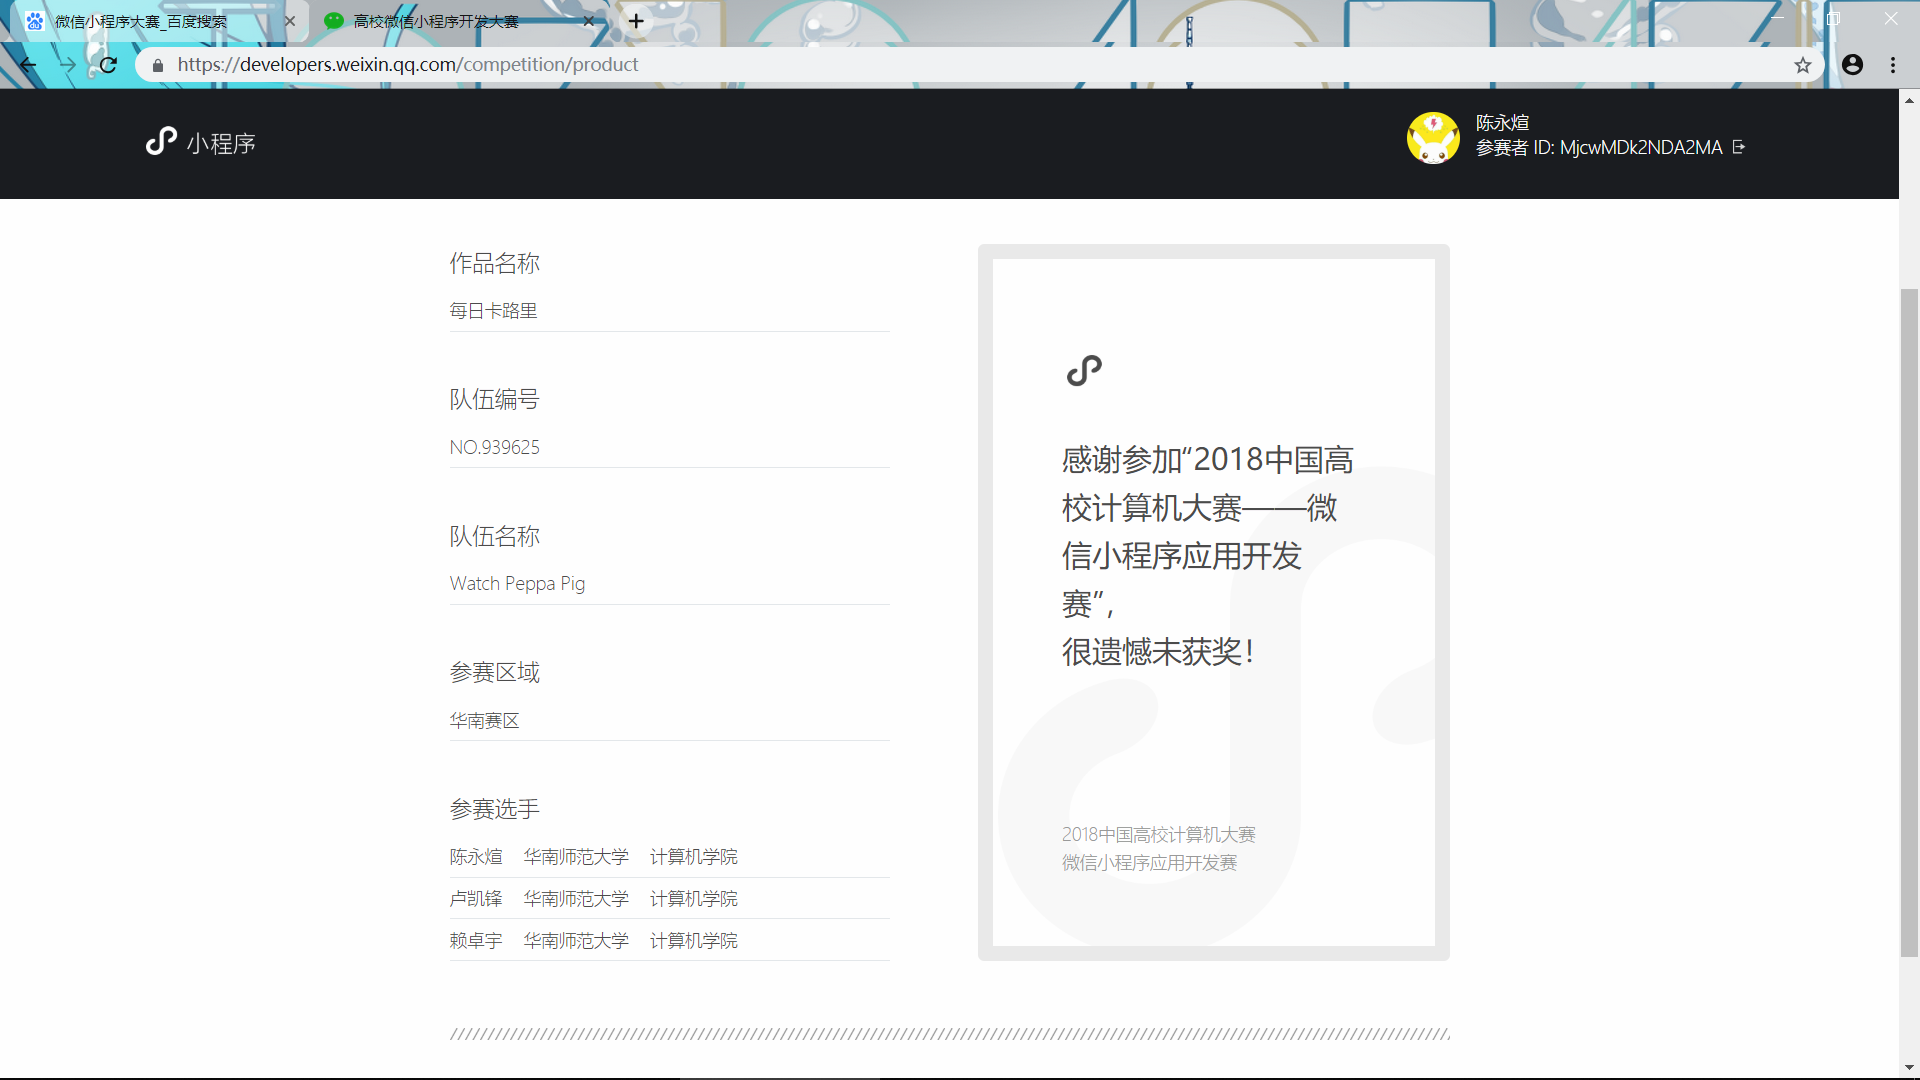 微信小程序大赛_百度搜索
高校微信小程序开发大赛
https://developers.weixin.qq.com/competition/product
小程序
陈永煊
参赛者 ID: MjcwMDk2NDA2MA
作品名称
每日卡路里
队伍编号
NO.939625
队伍名称
Watch Peppa Pig
参赛区域
华南赛区
参赛选手
陈永煊 华南师范大学 计算机学院
卢凯锋 华南师范大学 计算机学院
赖卓宇 华南师范大学 计算机学院
感谢参加“2018中国高
校计算机大赛——微
信小程序应用开发
赛”,
很遗憾未获奖!
2018中国高校计算机大赛
微信小程序应用开发赛